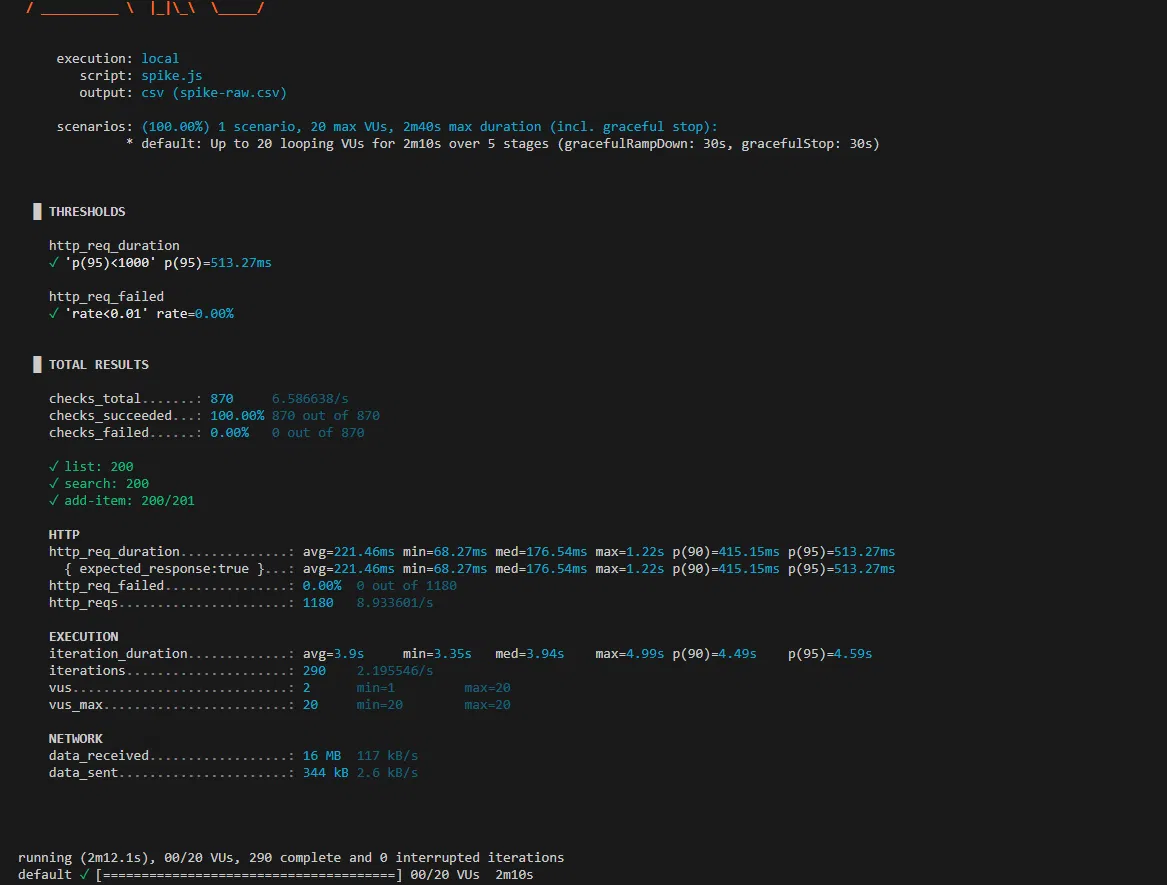 / __________ \  |_|\_\  \_____/
execution: local
script: spike.js
output: csv (spike-raw.csv)
scenarios: (100.00%) 1 scenario, 20 max VUs, 2m40s max duration (incl. graceful stop):
* default: Up to 20 looping VUs for 2m10s over 5 stages (gracefulRampDown: 30s, gracefulStop: 30s)
█ THRESHOLDS
http_req_duration
✓ 'p(95)<1000' p(95)=513.27ms
http_req_failed
✓ 'rate<0.01' rate=0.00%
█ TOTAL RESULTS
checks_total.......: 870     6.586638/s
checks_succeeded...: 100.00% 870 out of 870
checks_failed......: 0.00%   0 out of 870
✓ list: 200
✓ search: 200
✓ add-item: 200/201
HTTP
http_req_duration..............: avg=221.46ms min=68.27ms med=176.54ms max=1.22s p(90)=415.15ms p(95)=513.27ms
{ expected_response:true }...: avg=221.46ms min=68.27ms med=176.54ms max=1.22s p(90)=415.15ms p(95)=513.27ms
http_req_failed................: 0.00%  0 out of 1180
http_reqs......................: 1180   8.933601/s
EXECUTION
iteration_duration.............: avg=3.9s     min=3.35s   med=3.94s    max=4.99s p(90)=4.49s    p(95)=4.59s
iterations.....................: 290    2.195546/s
vus............................: 2      min=1         max=20
vus_max........................: 20     min=20        max=20
NETWORK
data_received..................: 16 MB  117 kB/s
data_sent......................: 344 kB 2.6 kB/s
running (2m12.1s), 00/20 VUs, 290 complete and 0 interrupted iterations
default ✓ [======================================] 00/20 VUs  2m10s